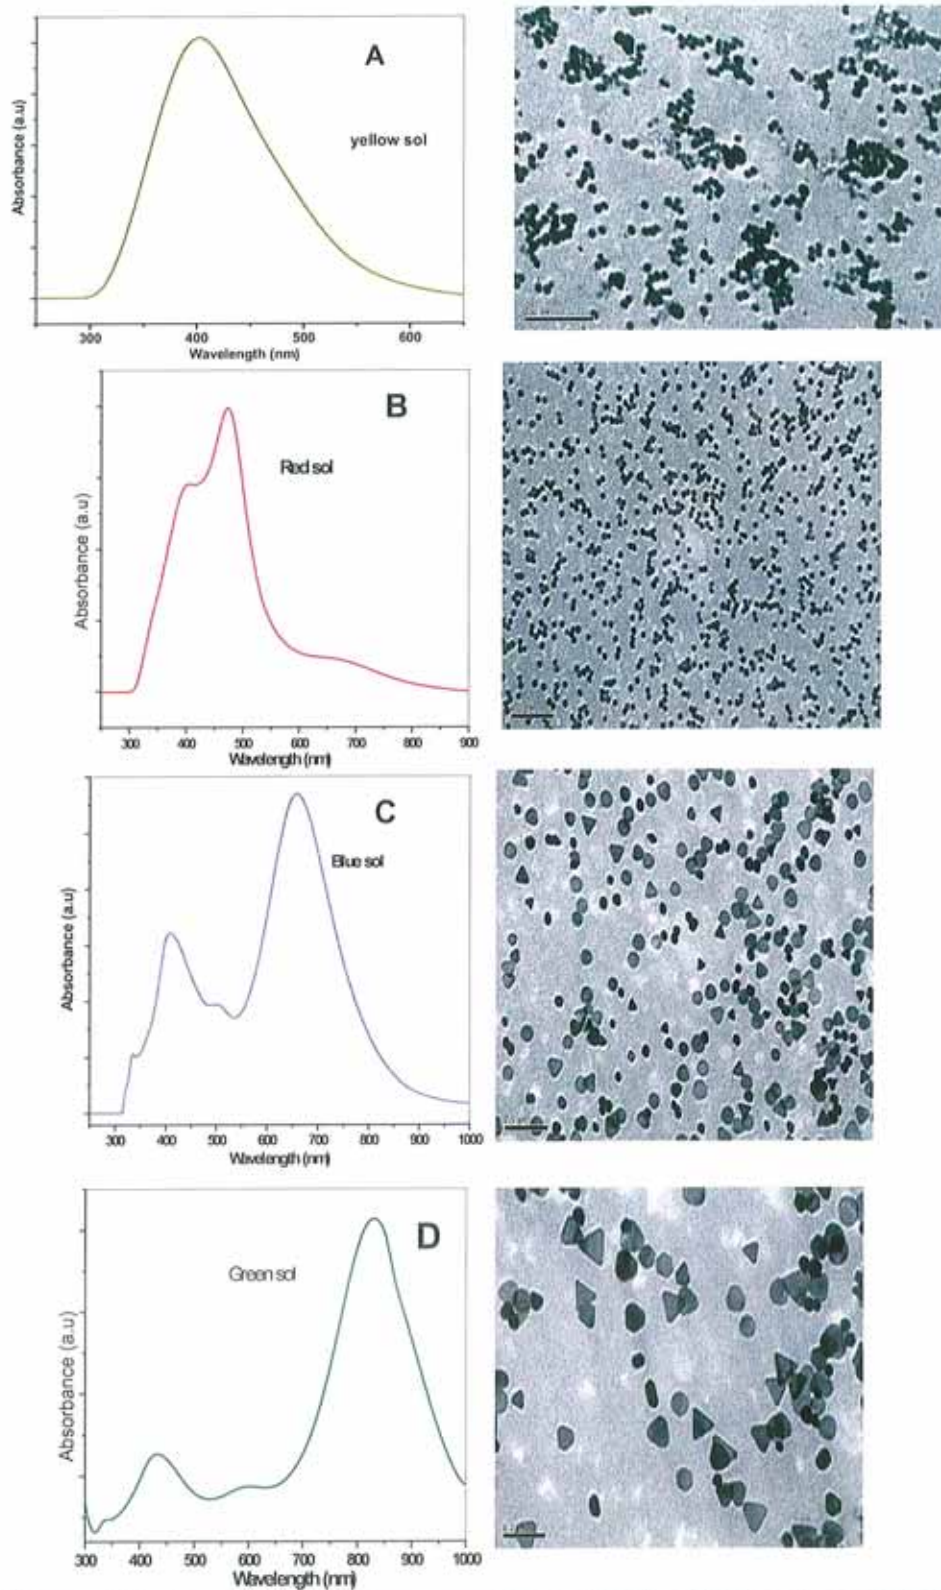 A
yellow sol
Absorbance (a.u)
300 400 500 600
Wavelength (nm)
B
Red sol
Absorbance (a.u)
300 400 500 600 700 800 900
Wavelength (nm)
C
Blue sol
Absorbance (a.u)
300 400 500 600 700 800 900 1000
Wavelength (nm)
D
Green sol
Absorbance (a.u)
300 400 500 600 700 800 900 1000
Wavelength (nm)